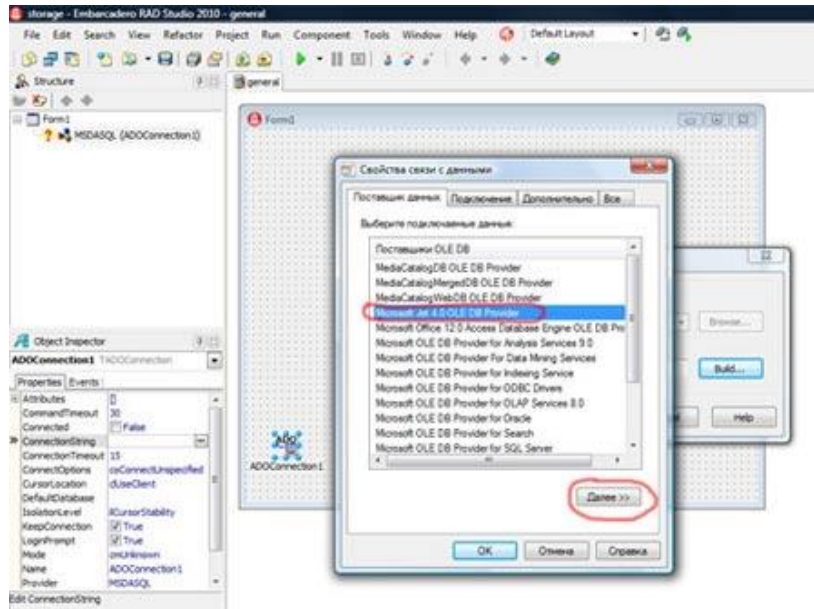 storage - Embarcadero RAD Studio 2010 - general
File Edit Search View Refactor Project Run Component Tools Window Help Default Layout
Structure
general
Form1
MSDASQL (ADOConnection1)
Form1
Свойства связи с данными
Поставщик данных Подключение Дополнительно Все
Выберите подключаемые данные:
Поставщики OLE DB
MediaCatalogDB OLE DB Provider
MediaCatalogMergedDB OLE DB Provider
MediaCatalogWebDB OLE DB Provider
Microsoft Jet 4.0 OLE DB Provider
Microsoft Office 12.0 Access Database Engine OLE DB Pro
Microsoft OLE DB Provider for Analysis Services 9.0
Microsoft OLE DB Provider For Data Mining Services
Microsoft OLE DB Provider for Indexing Service
Microsoft OLE DB Provider for ODBC Drivers
Microsoft OLE DB Provider for OLAP Services 8.0
Microsoft OLE DB Provider for Oracle
Microsoft OLE DB Provider for Search
Microsoft OLE DB Provider for SQL Server
Далее >>
OK Отмена Справка
Browse...
Build...
Help
ADO
ADOConnection1
Object Inspector
ADOConnection1 TADOConnection
Properties Events
Attributes []
CommandTimeout 30
Connected False
ConnectionString
ConnectionTimeout 15
ConnectOptions coConnectUnspecified
CursorLocation clUseClient
DefaultDatabase
IsolationLevel ilCursorStability
KeepConnection True
LoginPrompt True
Mode cmUnknown
Name ADOConnection1
Provider MSDASQL
Edit ConnectionString